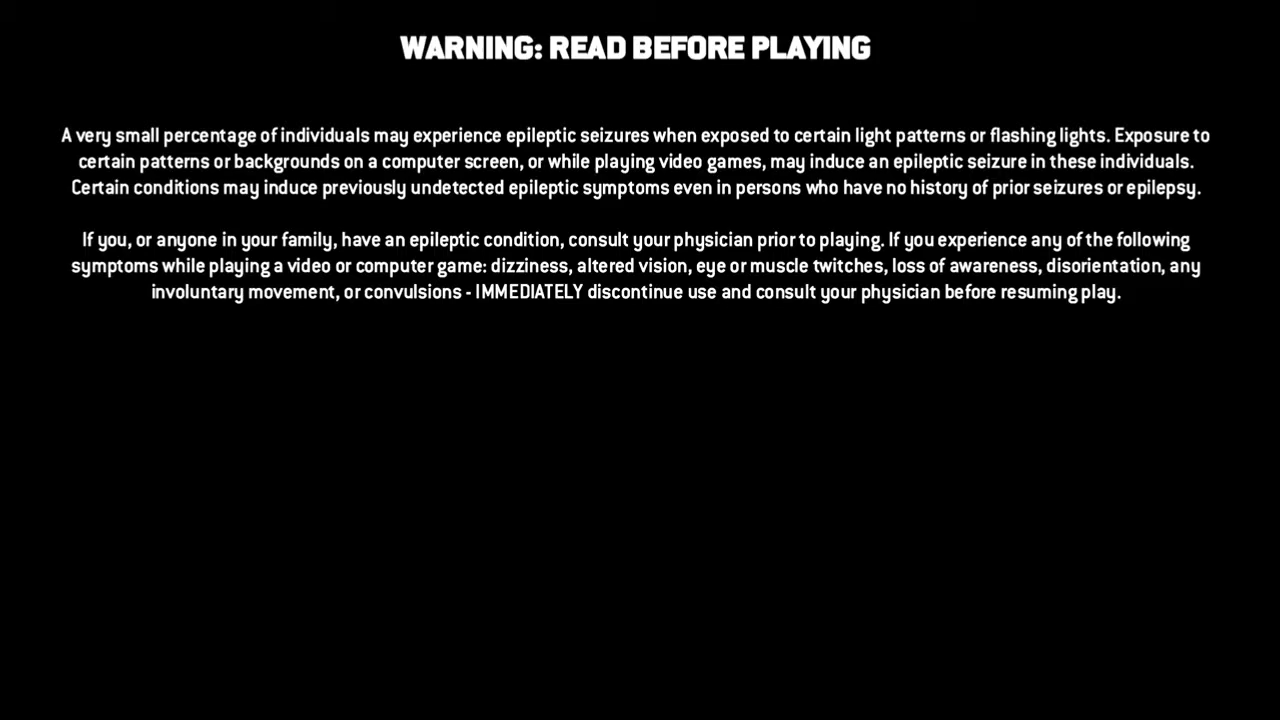 WARNING: READ BEFORE PLAYING
A very small percentage of individuals may experience epileptic seizures when exposed to certain light patterns or flashing lights. Exposure to
certain patterns or backgrounds on a computer screen, or while playing video games, may induce an epileptic seizure in these individuals.
Certain conditions may induce previously undetected epileptic symptoms even in persons who have no history of prior seizures or epilepsy.
If you, or anyone in your family, have an epileptic condition, consult your physician prior to playing. If you experience any of the following
symptoms while playing a video or computer game: dizziness, altered vision, eye or muscle twitches, loss of awareness, disorientation, any
involuntary movement, or convulsions - IMMEDIATELY discontinue use and consult your physician before resuming play.